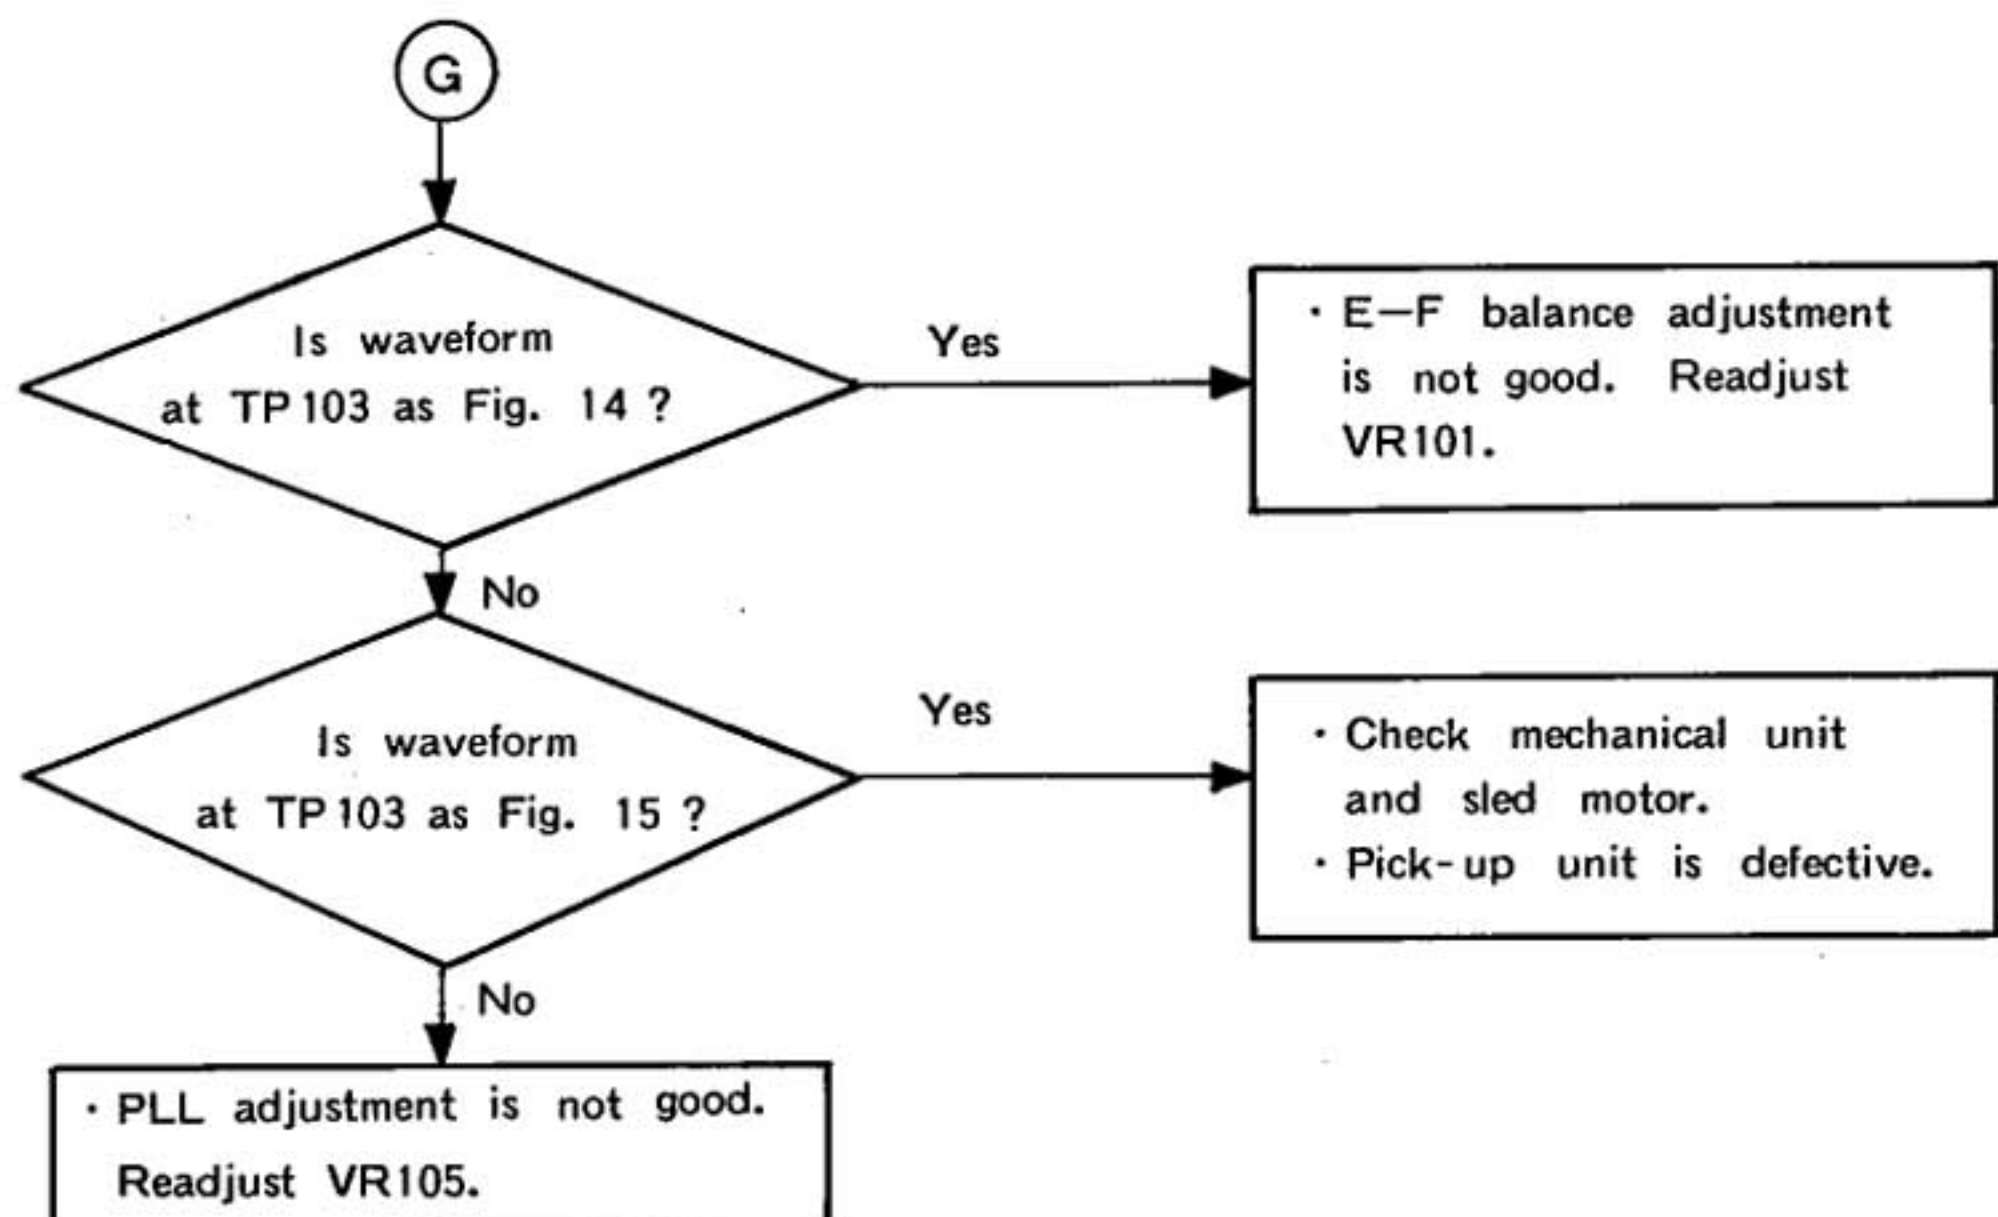 G
Is waveform
at TP103 as Fig. 14?
Yes
· E—F balance adjustment
is not good. Readjust
VR101.
No
Is waveform
at TP103 as Fig. 15?
Yes
· Check mechanical unit
and sled motor.
· Pick-up unit is defective.
No
· PLL adjustment is not good.
Readjust VR105.